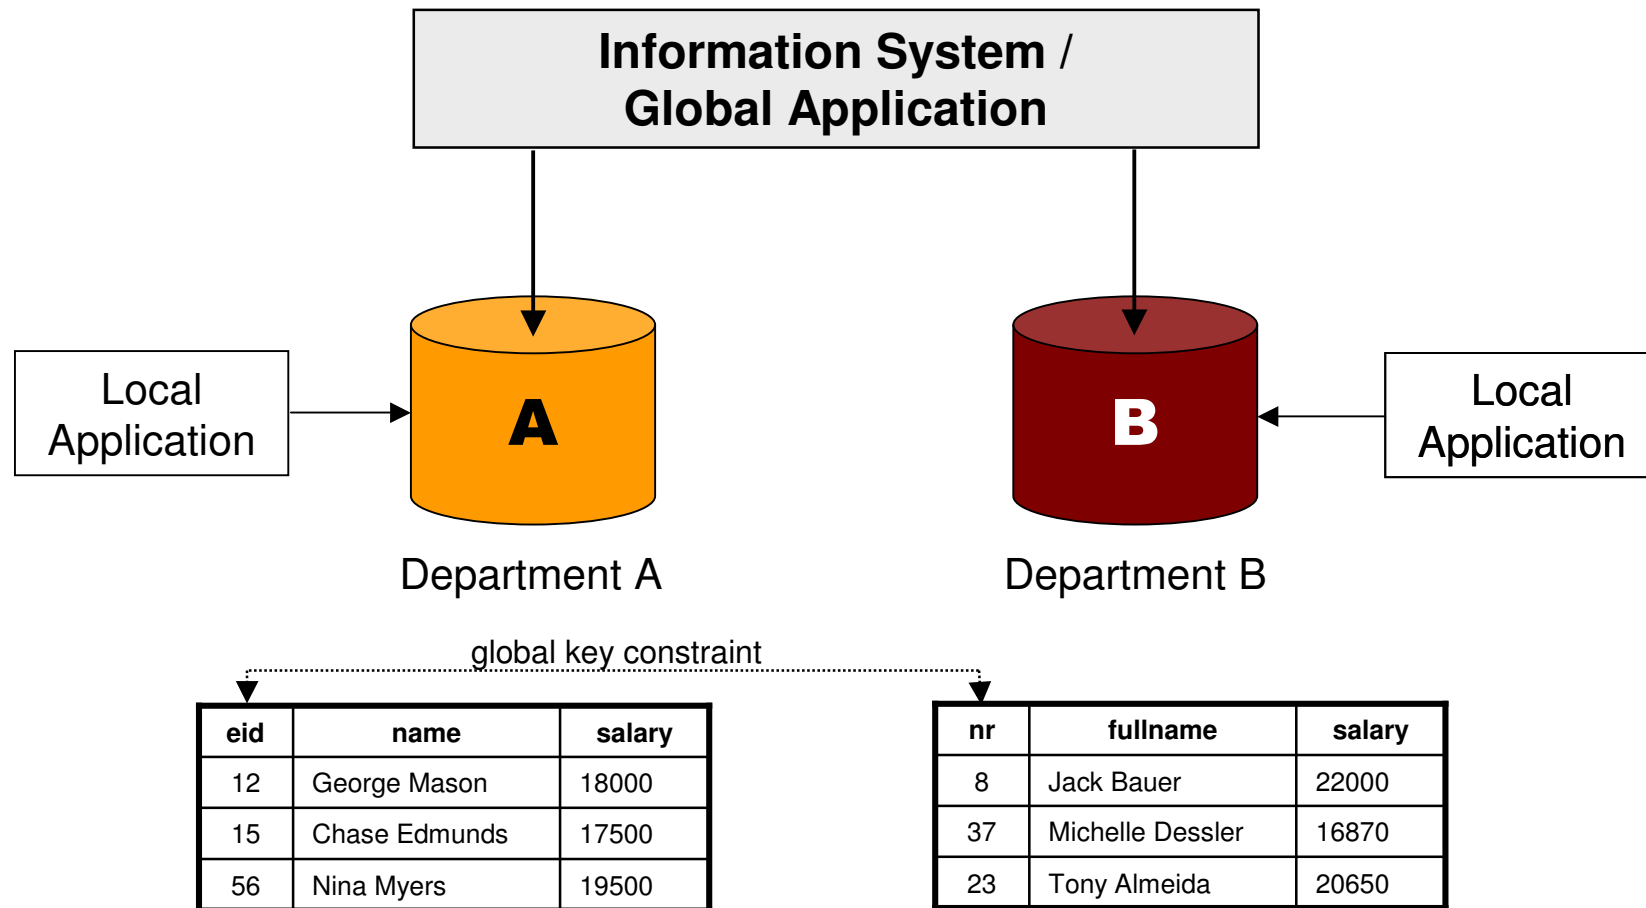 Information System /
Global Application
Local
Application
A
B
Local
Application
Department A
Department B
global key constraint
eid name salary
12 George Mason 18000
15 Chase Edmunds 17500
56 Nina Myers 19500
nr fullname salary
8 Jack Bauer 22000
37 Michelle Dessler 16870
23 Tony Almeida 20650